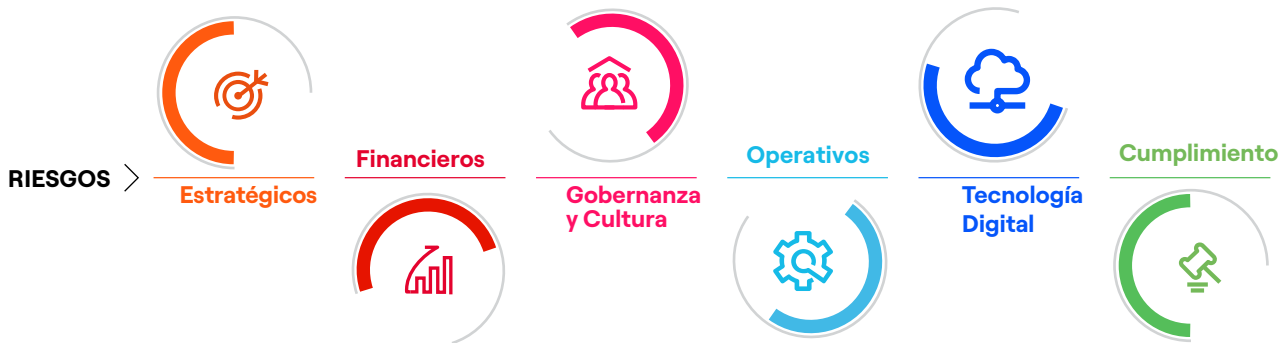 RIESGOS
Estratégicos
Financieros
Gobernanza
y Cultura
Operativos
Tecnología
Digital
Cumplimiento